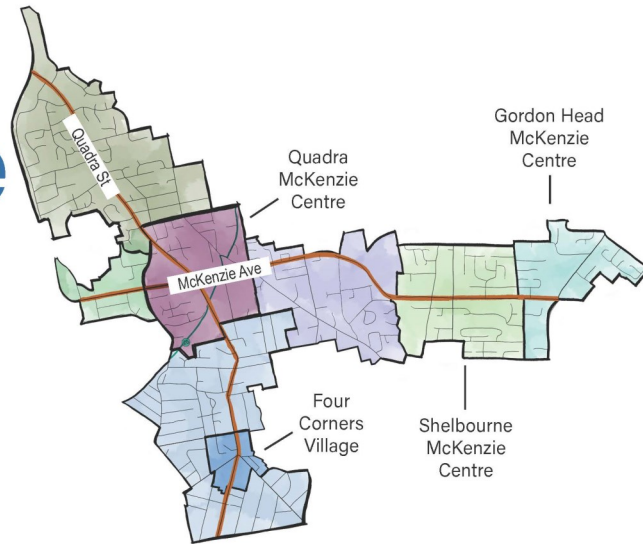 e
Quadra St
Quadra
McKenzie
Centre
Gordon Head
McKenzie
Centre
McKenzie Ave
Four
Corners
Village
Shelbourne
McKenzie
Centre